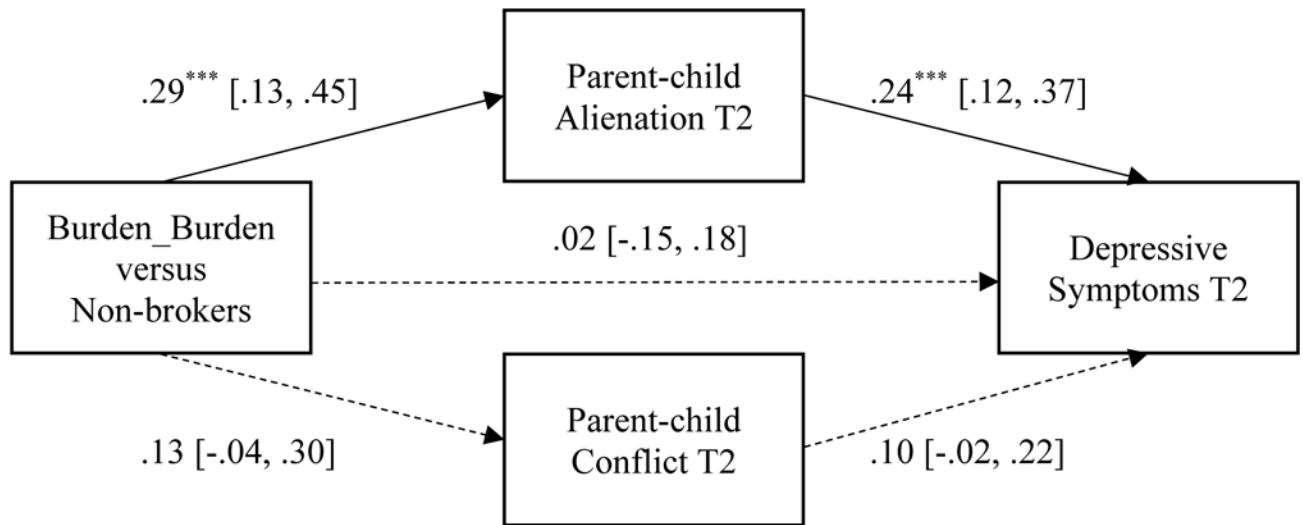 .29*** [.13, .45]
Parent-child
Alienation T2
.24*** [.12, .37]
Burden_Burden
versus
Non-brokers
.02 [-.15, .18]
Depressive
Symptoms T2
.13 [-.04, .30]
Parent-child
Conflict T2
.10 [-.02, .22]